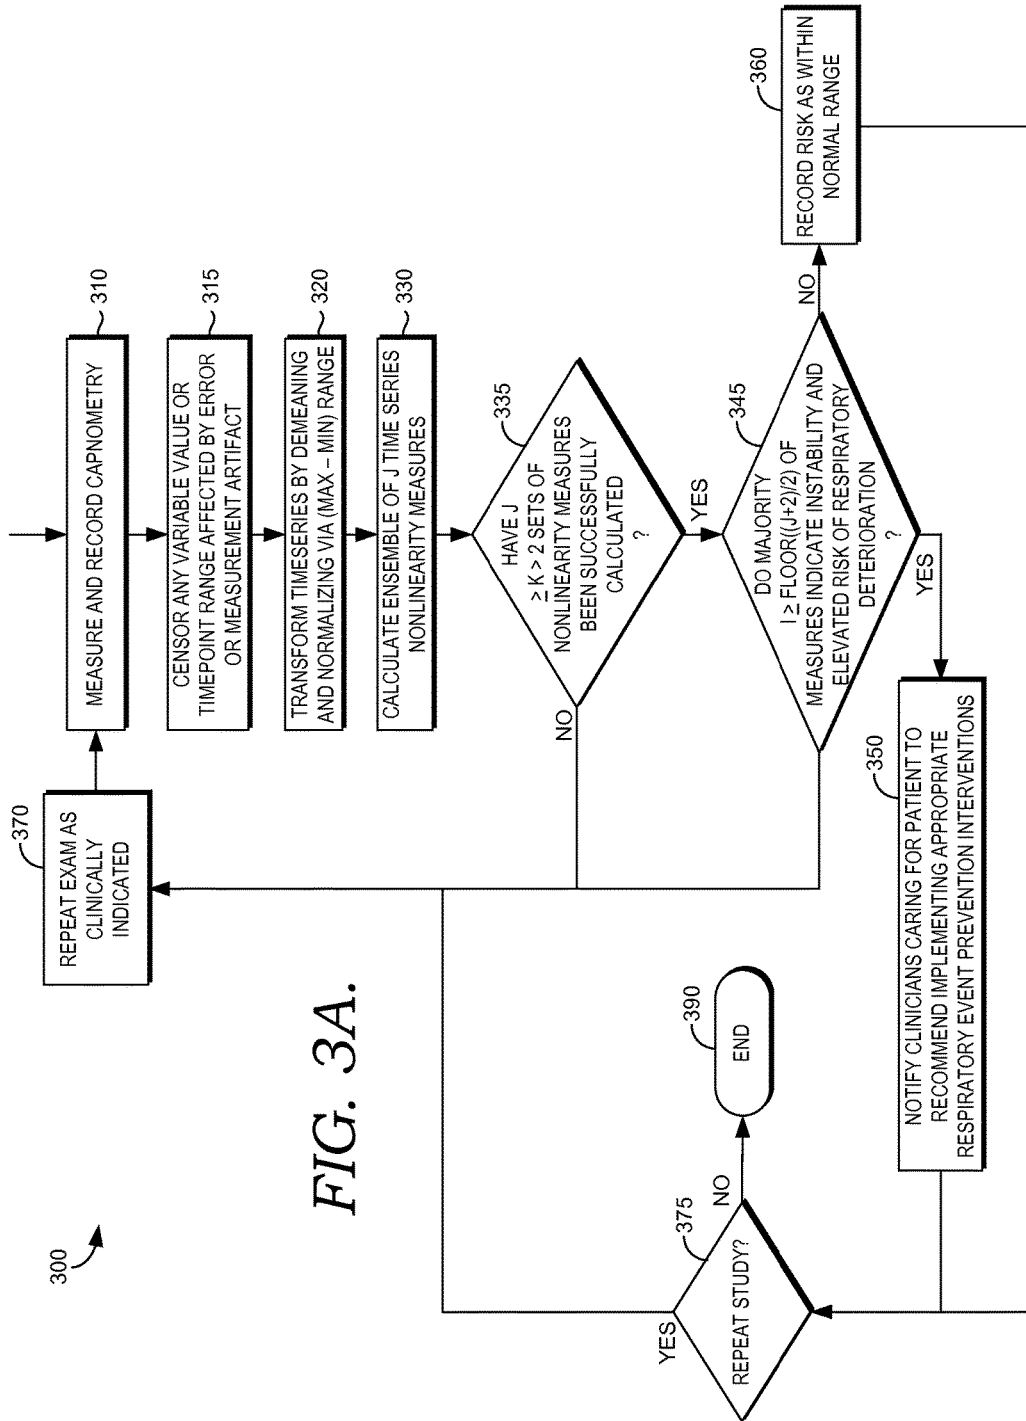 300
370
REPEAT EXAM AS
CLINICALLY
INDICATED
310
MEASURE AND RECORD CAPNOMETRY
315
CENSOR ANY VARIABLE VALUE OR
TIMEPOINT RANGE AFFECTED BY ERROR
OR MEASUREMENT ARTIFACT
320
TRANSFORM TIMESERIES BY DEMEANING
AND NORMALIZING VIA (MAX – MIN) RANGE
330
CALCULATE ENSEMBLE OF J TIME SERIES
NONLINEARITY MEASURES
335
HAVE J
≥ K > 2 SETS OF
NONLINEARITY MEASURES
BEEN SUCCESSFULLY
CALCULATED
?
NO
YES
345
DO MAJORITY
I ≥ FLOOR((J+2)/2) OF
MEASURES INDICATE INSTABILITY AND
ELEVATED RISK OF RESPIRATORY
DETERIORATION
?
NO
YES
360
RECORD RISK AS WITHIN
NORMAL RANGE
350
NOTIFY CLINICIANS CARING FOR PATIENT TO
RECOMMEND IMPLEMENTING APPROPRIATE
RESPIRATORY EVENT PREVENTION INTERVENTIONS
375
REPEAT STUDY?
YES
NO
390
END
FIG. 3A.